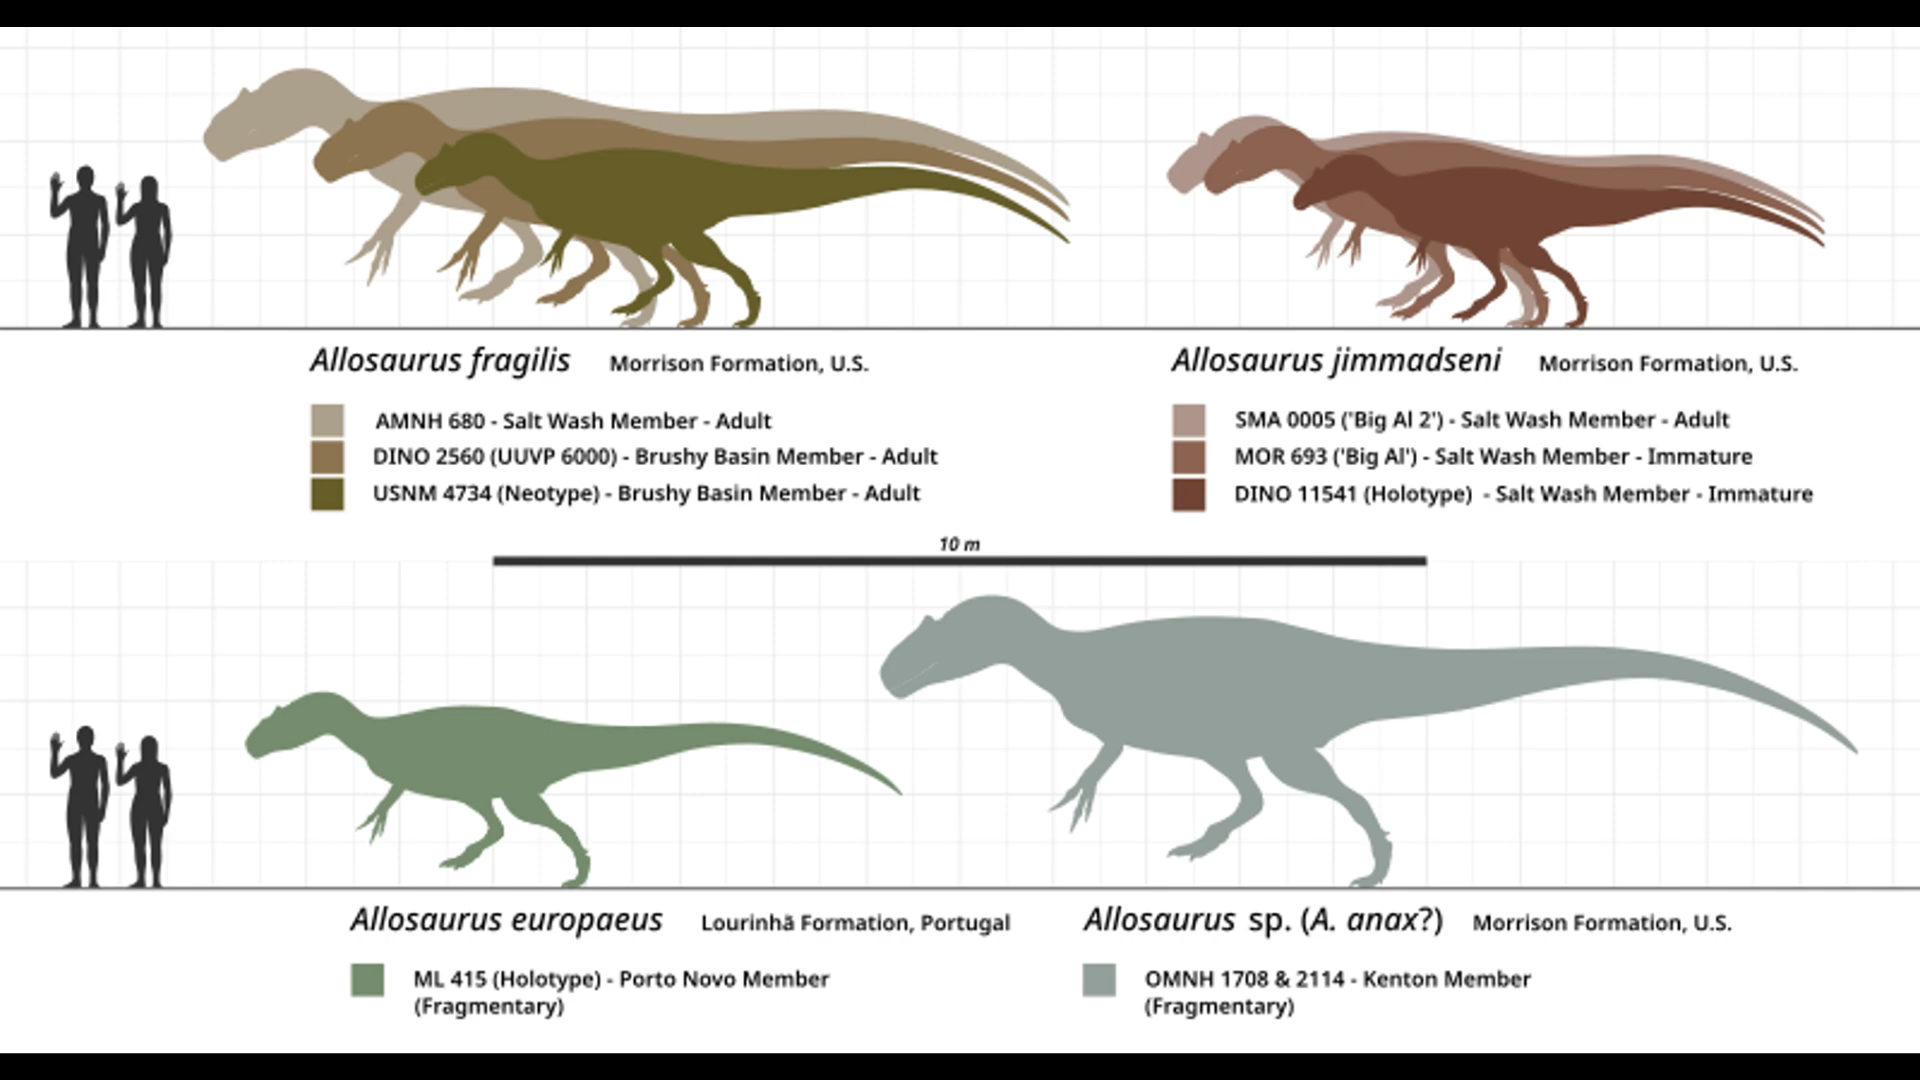 Allosaurus fragilis Morrison Formation, U.S.
AMNH 680 - Salt Wash Member - Adult
DINO 2560 (UUVP 6000) - Brushy Basin Member - Adult
USNM 4734 (Neotype) - Brushy Basin Member - Adult
Allosaurus jimmadseni Morrison Formation, U.S.
SMA 0005 ('Big Al 2') - Salt Wash Member - Adult
MOR 693 ('Big Al') - Salt Wash Member - Immature
DINO 11541 (Holotype) - Salt Wash Member - Immature
10 m
Allosaurus europaeus Lourinhã Formation, Portugal
ML 415 (Holotype) - Porto Novo Member
(Fragmentary)
Allosaurus sp. (A. anax?) Morrison Formation, U.S.
OMNH 1708 & 2114 - Kenton Member
(Fragmentary)